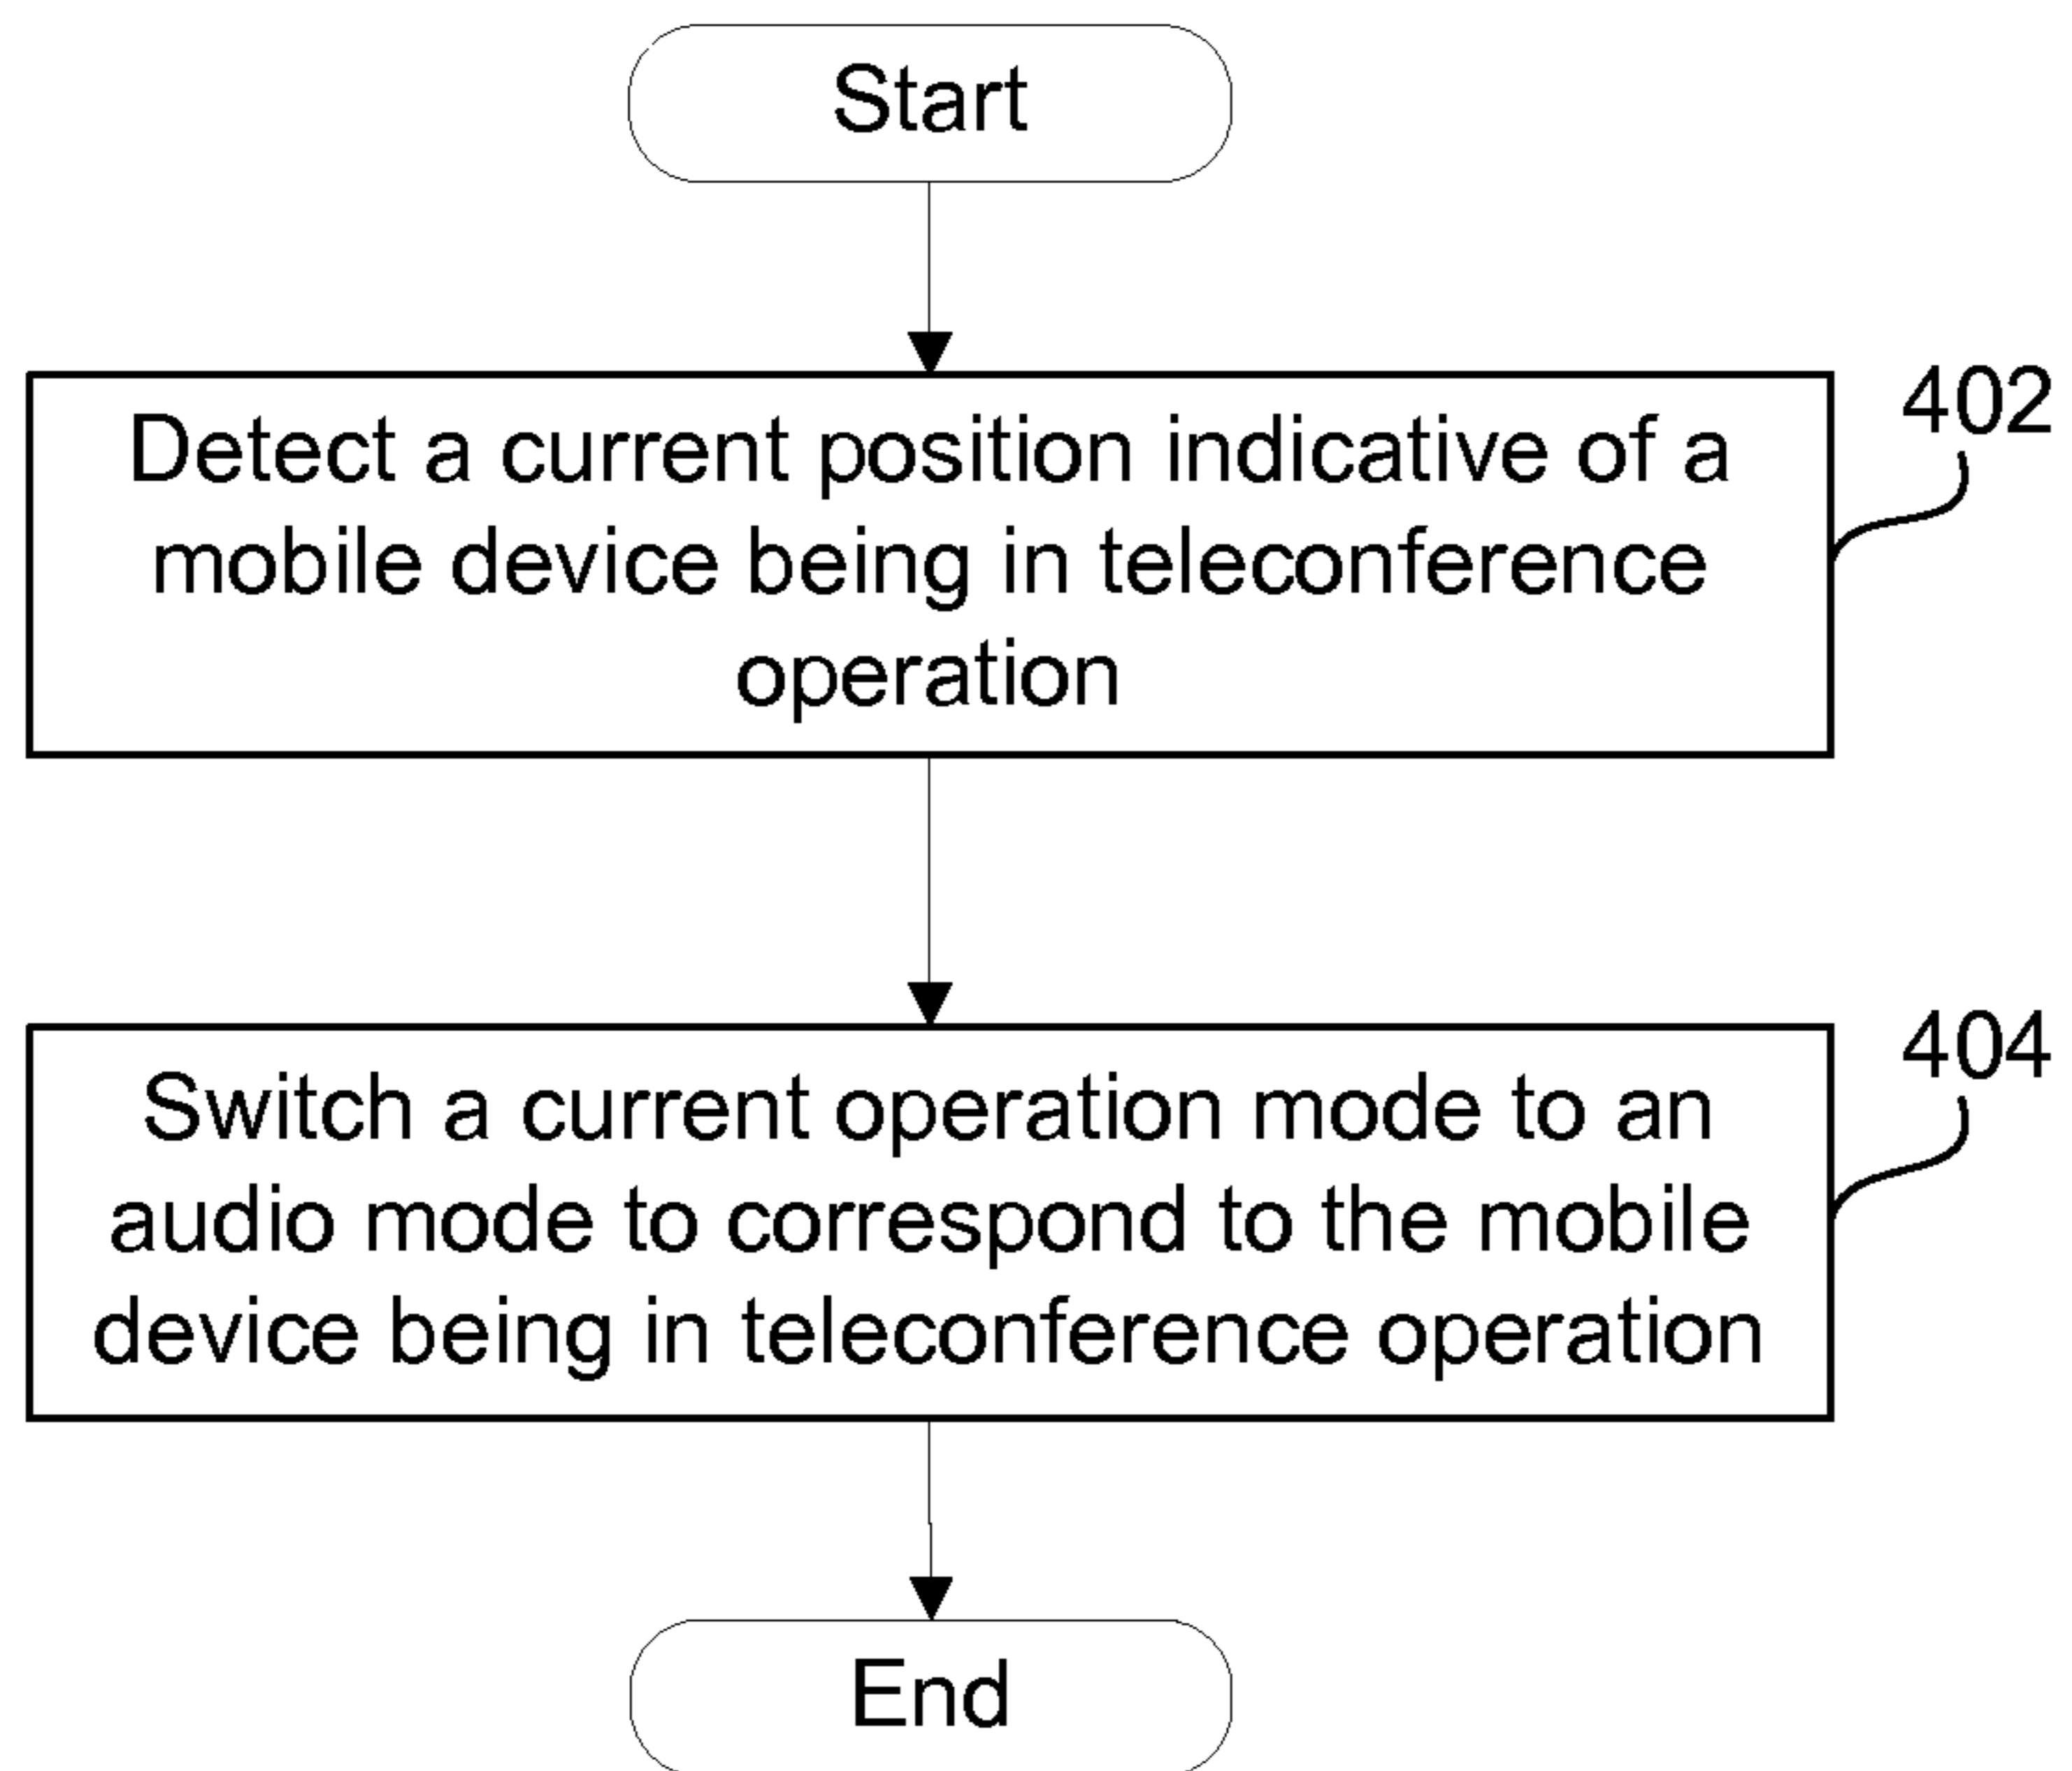 Start
402
Detect a current position indicative of a
mobile device being in teleconference
operation
404
Switch a current operation mode to an
audio mode to correspond to the mobile
device being in teleconference operation
End